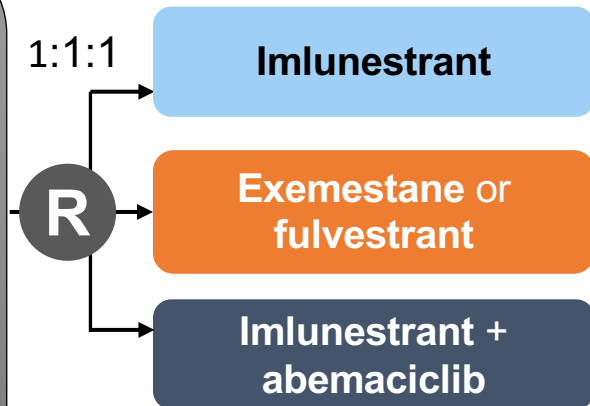 1:1:1
Imlunestrant
R
Exemestane or
fulvestrant
Imlunestrant +
abemaciclib